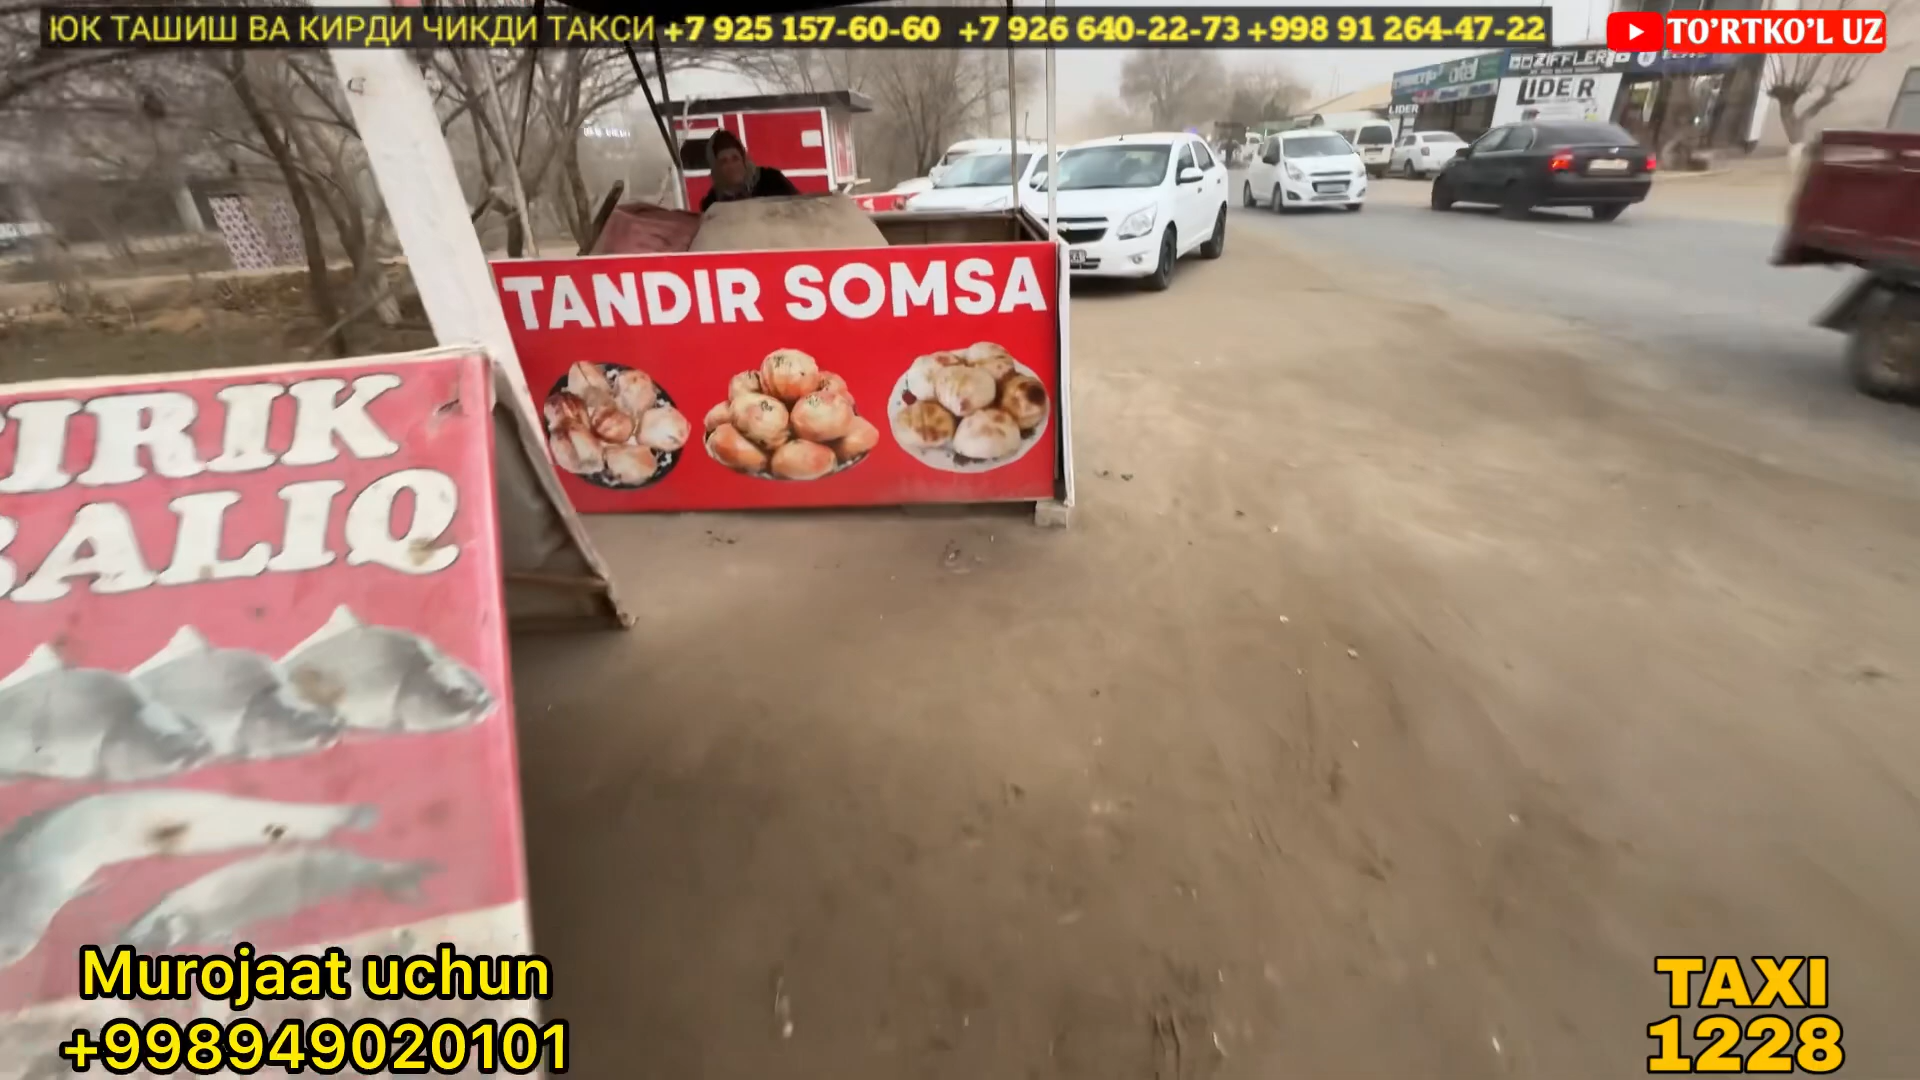 ЮК ТАШИШ ВА КИРДИ ЧИКДИ ТАКСИ +7 925 157-60-60 +7 926 640-22-73 +998 91 264-47-22
TO'RTKO'L UZ
LIDER
LIDER
TANDIR SOMSA
IRIK
BALIQ
Murojaat uchun
+998949020101
TAXI
1228